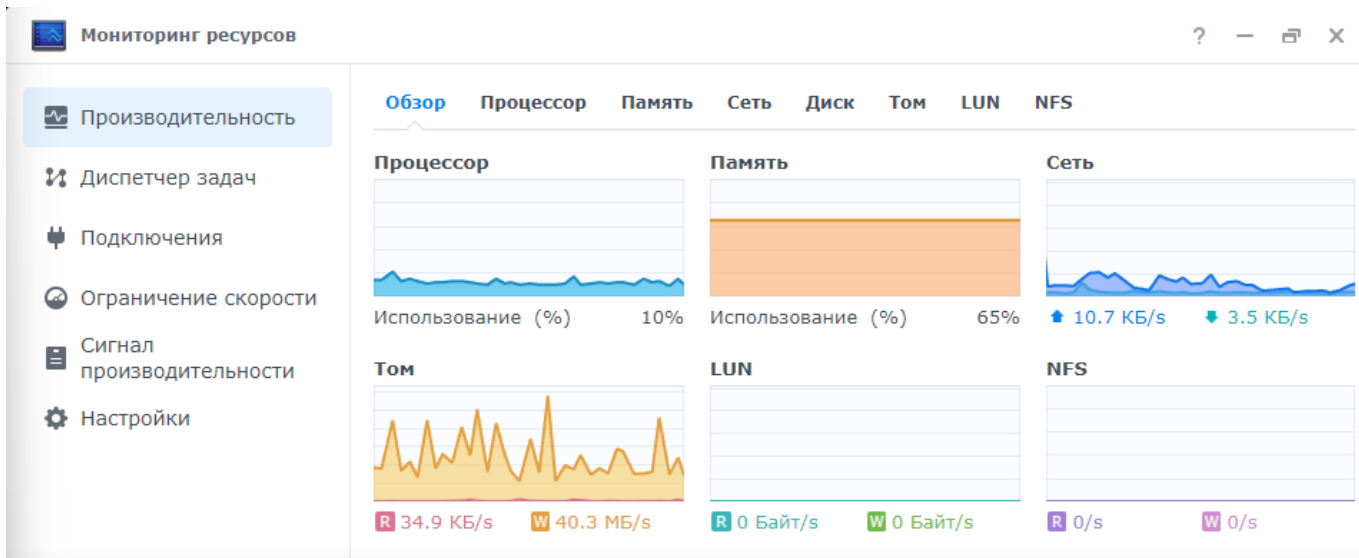 Мониторинг ресурсов
?
Производительность
Диспетчер задач
Подключения
Ограничение скорости
Сигнал
производительности
Настройки
Обзор Процессор Память Сеть Диск Том LUN NFS
Процессор
Использование (%) 10%
Память
Использование (%) 65%
Сеть
10.7 КБ/s 3.5 КБ/s
Том
R 34.9 КБ/s W 40.3 МБ/s
LUN
R 0 Байт/s W 0 Байт/s
NFS
R 0/s W 0/s